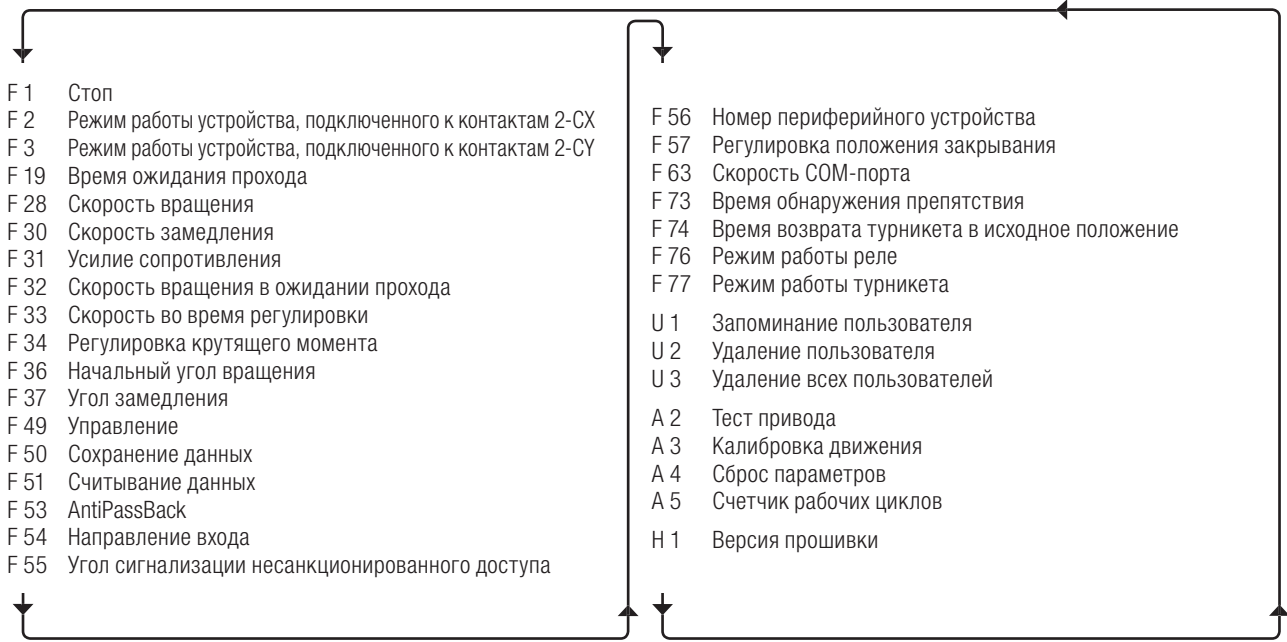 F 1 Стоп
F 2 Режим работы устройства, подключенного к контактам 2-CX
F 3 Режим работы устройства, подключенного к контактам 2-CY
F 19 Время ожидания прохода
F 28 Скорость вращения
F 30 Скорость замедления
F 31 Усилие сопротивления
F 32 Скорость вращения в ожидании прохода
F 33 Скорость во время регулировки
F 34 Регулировка крутящего момента
F 36 Начальный угол вращения
F 37 Угол замедления
F 49 Управление
F 50 Сохранение данных
F 51 Считывание данных
F 53 AntiPassBack
F 54 Направление входа
F 55 Угол сигнализации несанкционированного доступа
F 56 Номер периферийного устройства
F 57 Регулировка положения закрывания
F 63 Скорость COM-порта
F 73 Время обнаружения препятствия
F 74 Время возврата турникета в исходное положение
F 76 Режим работы реле
F 77 Режим работы турникета
U 1 Запоминание пользователя
U 2 Удаление пользователя
U 3 Удаление всех пользователей
A 2 Тест привода
A 3 Калибровка движения
A 4 Сброс параметров
A 5 Счетчик рабочих циклов
H 1 Версия прошивки